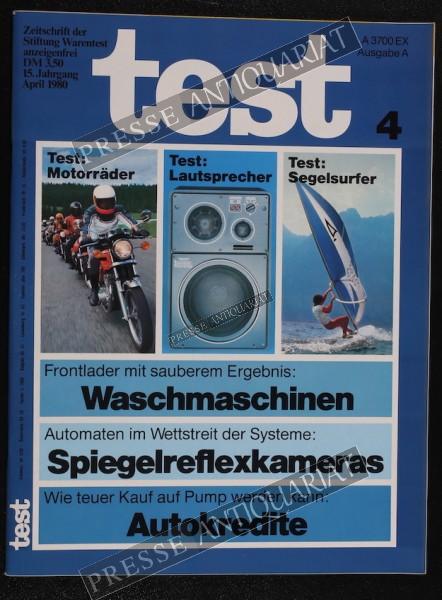 Zeitschrift der
Stiftung Warentest
anzeigenfrei
DM 3,50
15. Jahrgang
April 1980
test
A 3700 EX
Ausgabe A
4
Test:
Motorräder
Test:
Lautsprecher
Test:
Segelsurfer
Frontlader mit sauberem Ergebnis:
Waschmaschinen
Automaten im Wettstreit der Systeme:
Spiegelreflexkameras
Wie teuer Kauf auf Pump werden kann:
Autokredite
test
PRESSE ANTIQUARIAT
PRESSE ANTIQUARIAT
PRESSE ANTIQUARIAT